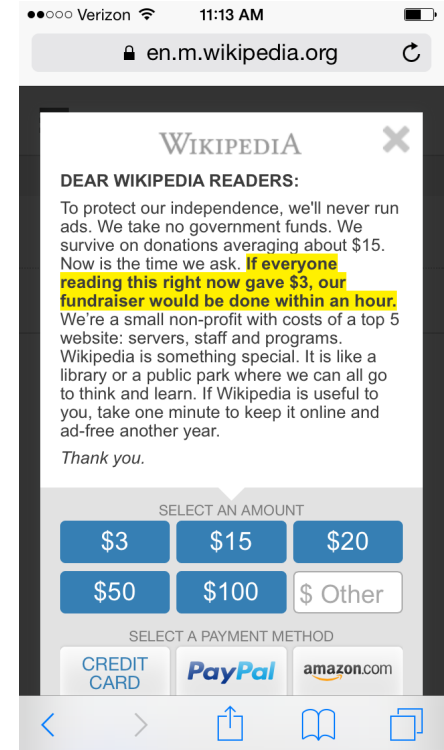 Verizon 11:13 AM
en.m.wikipedia.org
WIKIPEDIA
DEAR WIKIPEDIA READERS:
To protect our independence, we'll never run
ads. We take no government funds. We
survive on donations averaging about $15.
Now is the time we ask. If everyone
reading this right now gave $3, our
fundraiser would be done within an hour.
We’re a small non-profit with costs of a top 5
website: servers, staff and programs.
Wikipedia is something special. It is like a
library or a public park where we can all go
to think and learn. If Wikipedia is useful to
you, take one minute to keep it online and
ad-free another year.
Thank you.
SELECT AN AMOUNT
$3 $15 $20
$50 $100 $ Other
SELECT A PAYMENT METHOD
CREDIT
CARD
PayPal
amazon.com